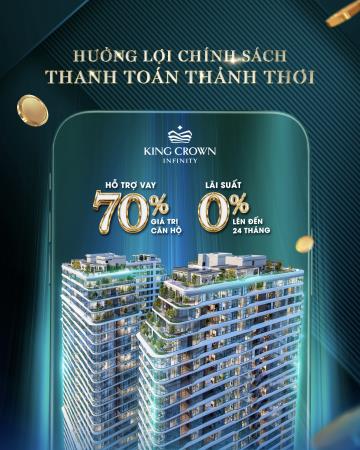 HƯỞNG LỢI CHÍNH SÁCH
THANH TOÁN THẢNH THƠI
KING CROWN
INFINITY
HỖ TRỢ VAY
70%
GIÁ TRỊ
CĂN HỘ
LÃI SUẤT
0%
LÊN ĐẾN
24 THÁNG